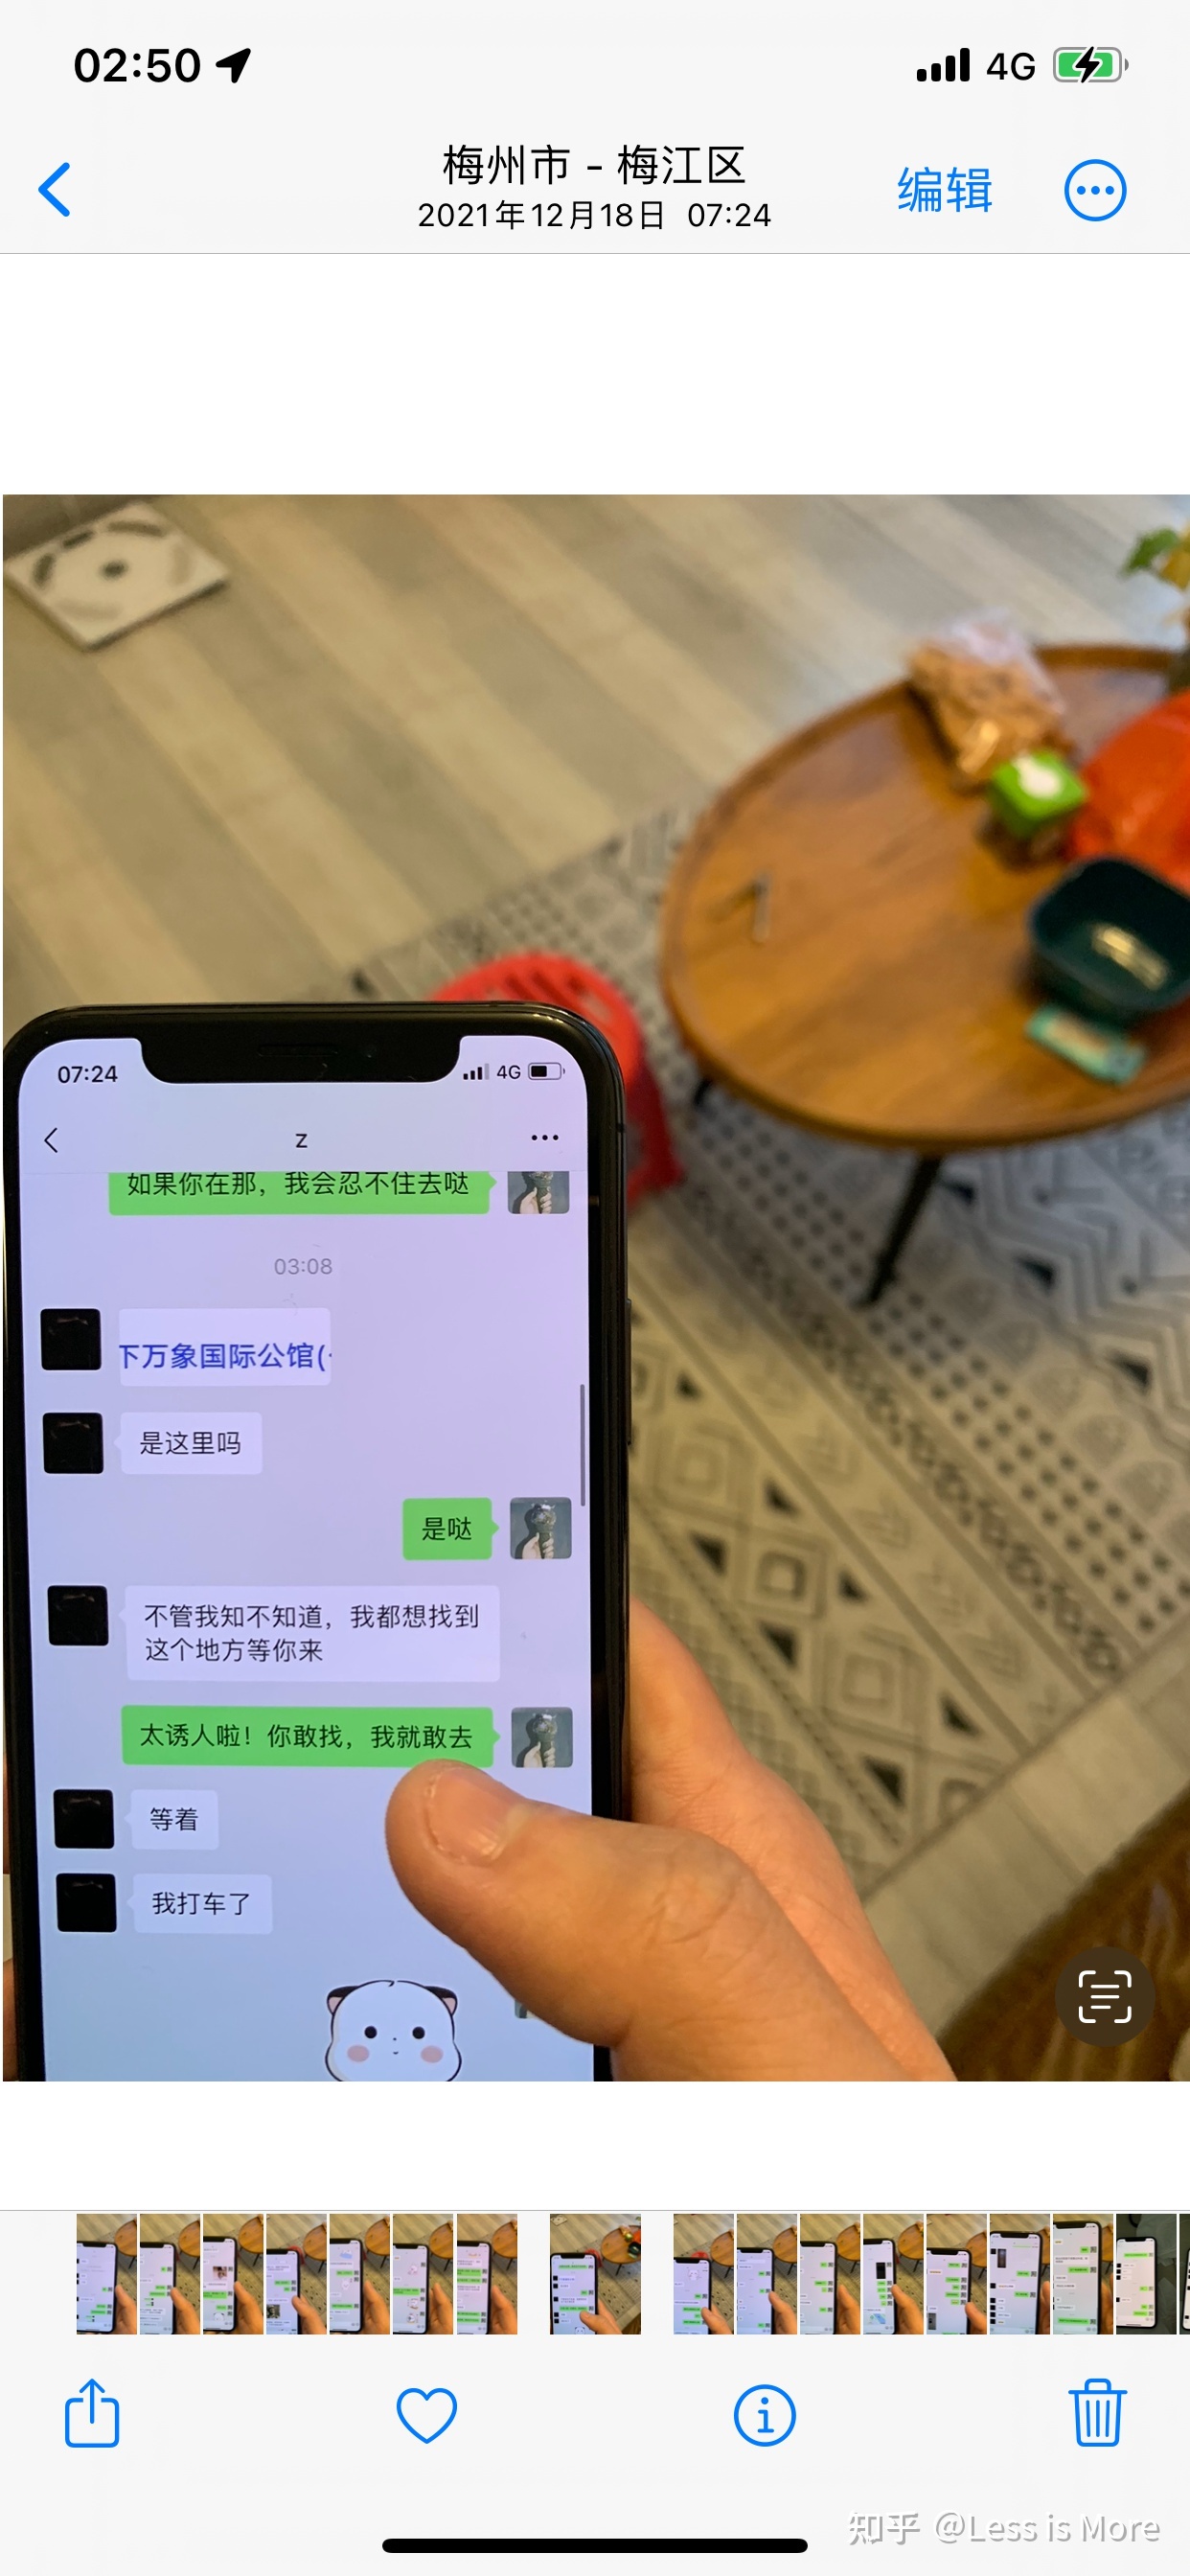 02:50
4G
梅州市 - 梅江区
2021年12月18日 07:24
编辑
07:24
4G
z
如果你在那，我会忍不住去哒
03:08
下万象国际公馆(
是这里吗
是哒
不管我知不知道，我都想找到
这个地方等你来
太诱人啦！你敢找，我就敢去
等着
我打车了
知乎 @Less is More